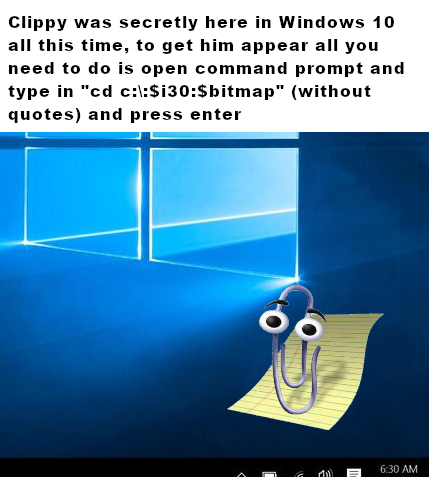 Clippy was secretly here in Windows 10
all this time, to get him appear all you
need to do is open command prompt and
type in "cd c:\:$i30:$bitmap" (without
quotes) and press enter
6:30 AM